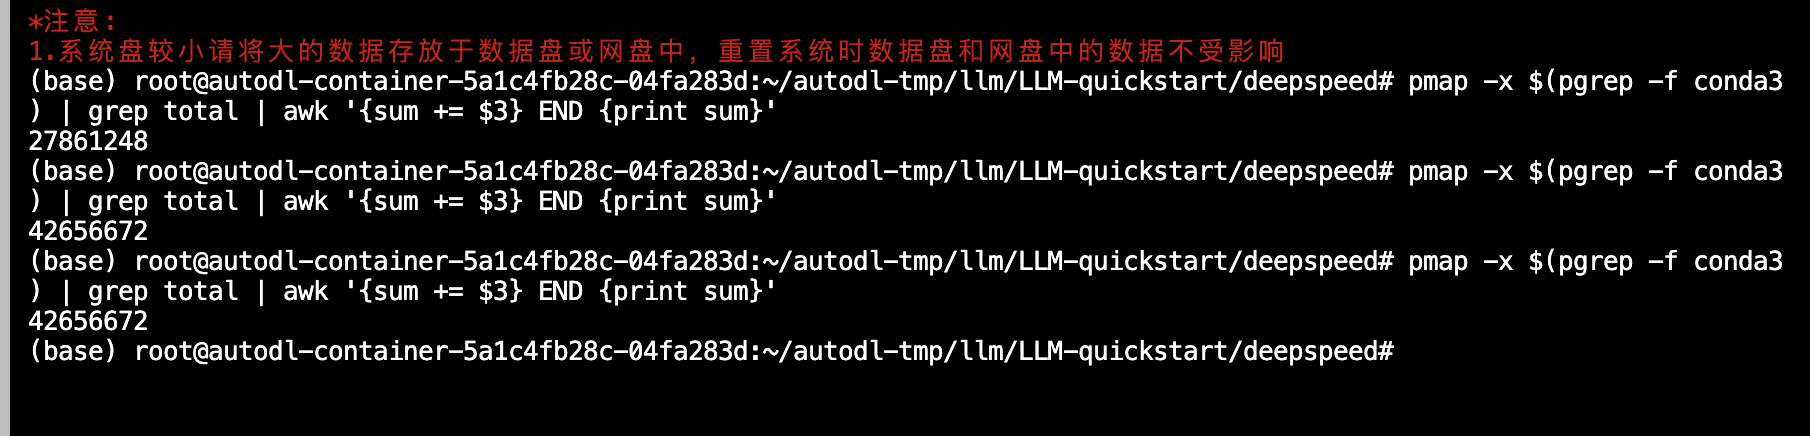 *注意:
1.系统盘较小请将大的数据存放于数据盘或网盘中，重置系统时数据盘和网盘中的数据不受影响
(base) root@autodl-container-5a1c4fb28c-04fa283d:~/autodl-tmp/llm/LLM-quickstart/deepspeed# pmap -x $(pgrep -f conda3
) | grep total | awk '{sum += $3} END {print sum}'
27861248
(base) root@autodl-container-5a1c4fb28c-04fa283d:~/autodl-tmp/llm/LLM-quickstart/deepspeed# pmap -x $(pgrep -f conda3
) | grep total | awk '{sum += $3} END {print sum}'
42656672
(base) root@autodl-container-5a1c4fb28c-04fa283d:~/autodl-tmp/llm/LLM-quickstart/deepspeed# pmap -x $(pgrep -f conda3
) | grep total | awk '{sum += $3} END {print sum}'
42656672
(base) root@autodl-container-5a1c4fb28c-04fa283d:~/autodl-tmp/llm/LLM-quickstart/deepspeed#